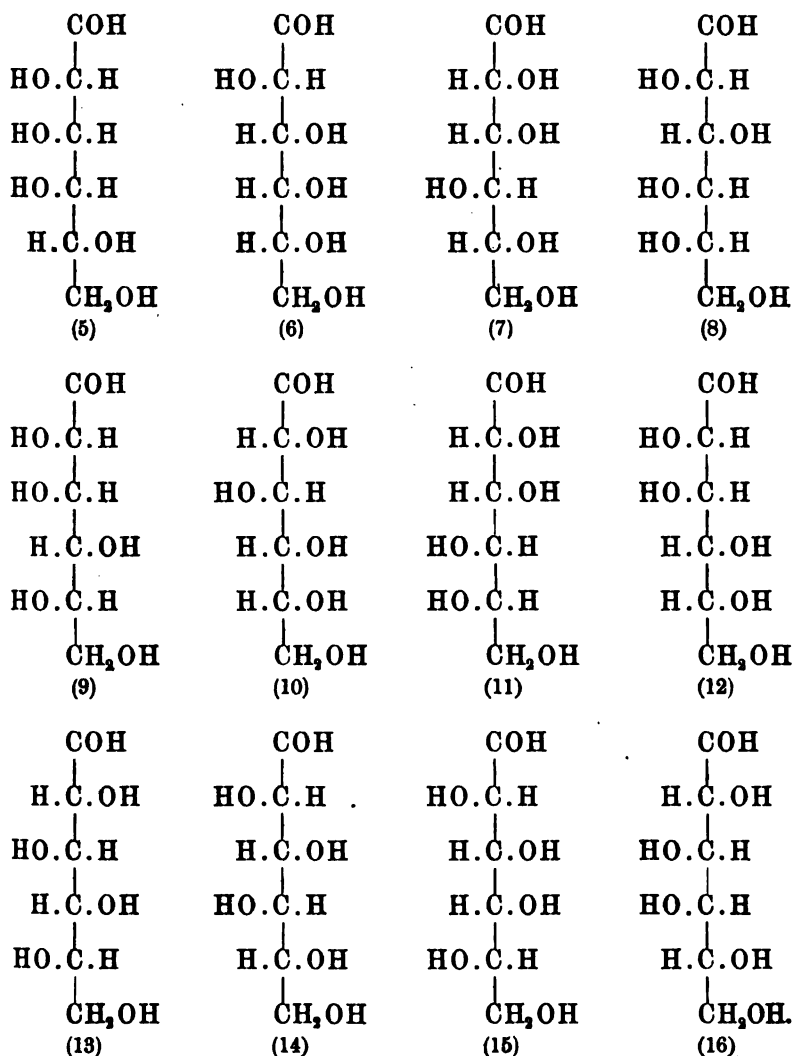 COH COH COH COH
HO.C.H HO.C.H H.C.OH HO.C.H
HO.C.H H.C.OH H.C.OH H.C.OH
HO.C.H H.C.OH HO.C.H HO.C.H
H.C.OH H.C.OH H.C.OH HO.C.H
CH₂OH CH₂OH CH₂OH CH₂OH
(5) (6) (7) (8)
COH COH COH COH
HO.C.H H.C.OH H.C.OH HO.C.H
HO.C.H HO.C.H H.C.OH HO.C.H
H.C.OH H.C.OH HO.C.H H.C.OH
HO.C.H H.C.OH HO.C.H H.C.OH
CH₂OH CH₂OH CH₂OH CH₂OH
(9) (10) (11) (12)
COH COH COH COH
H.C.OH HO.C.H HO.C.H H.C.OH
HO.C.H H.C.OH H.C.OH HO.C.H
H.C.OH HO.C.H H.C.OH HO.C.H
HO.C.H H.C.OH HO.C.H H.C.OH
CH₂OH CH₂OH CH₂OH CH₂OH.
(13) (14) (15) (16)